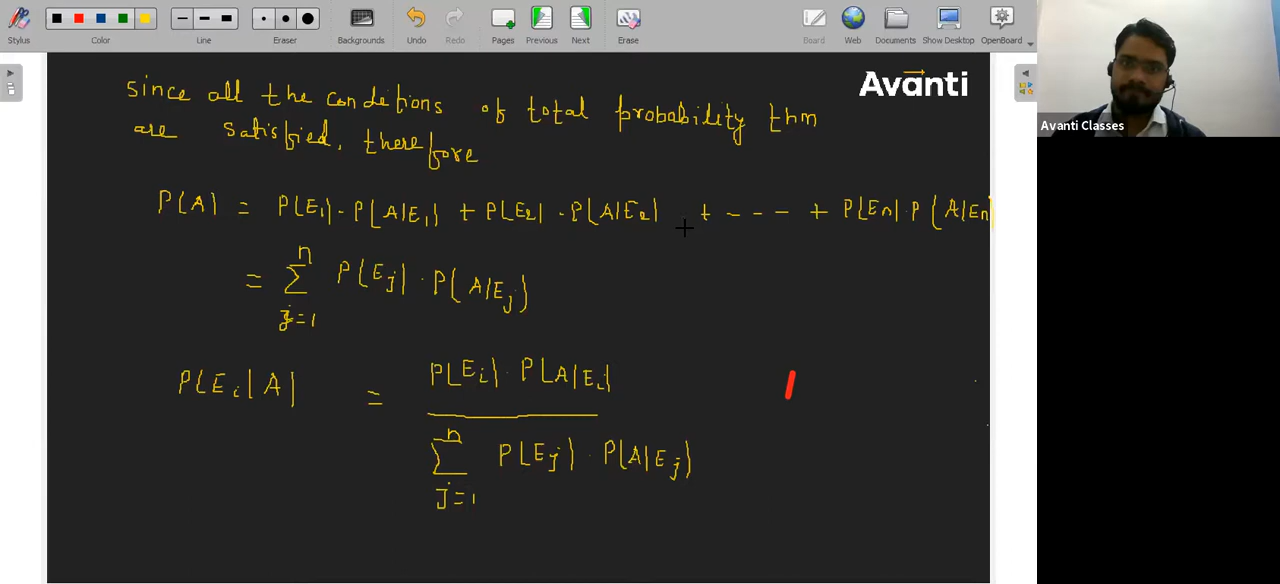 Stylus
Color
Line
Eraser
Backgrounds
Undo
Redo
Pages
Previous
Next
Erase
Board
Web
Documents
Show Desktop
OpenBoard
Avanti
Avanti Classes
Since all the conditions of total probability thm
are satisfied, therefore
P(A) = P(E₁) · P(A|E₁) + P(E₂) · P(A|E₂) + - - - + P(Eₙ) · P(A|Eₙ)
= ∑ⁿⱼ₌₁ P(Eⱼ) · P(A|Eⱼ)
P(Eᵢ|A) = P(Eᵢ) · P(A|Eᵢ)
∑ⁿⱼ₌₁ P(Eⱼ) · P(A|Eⱼ)